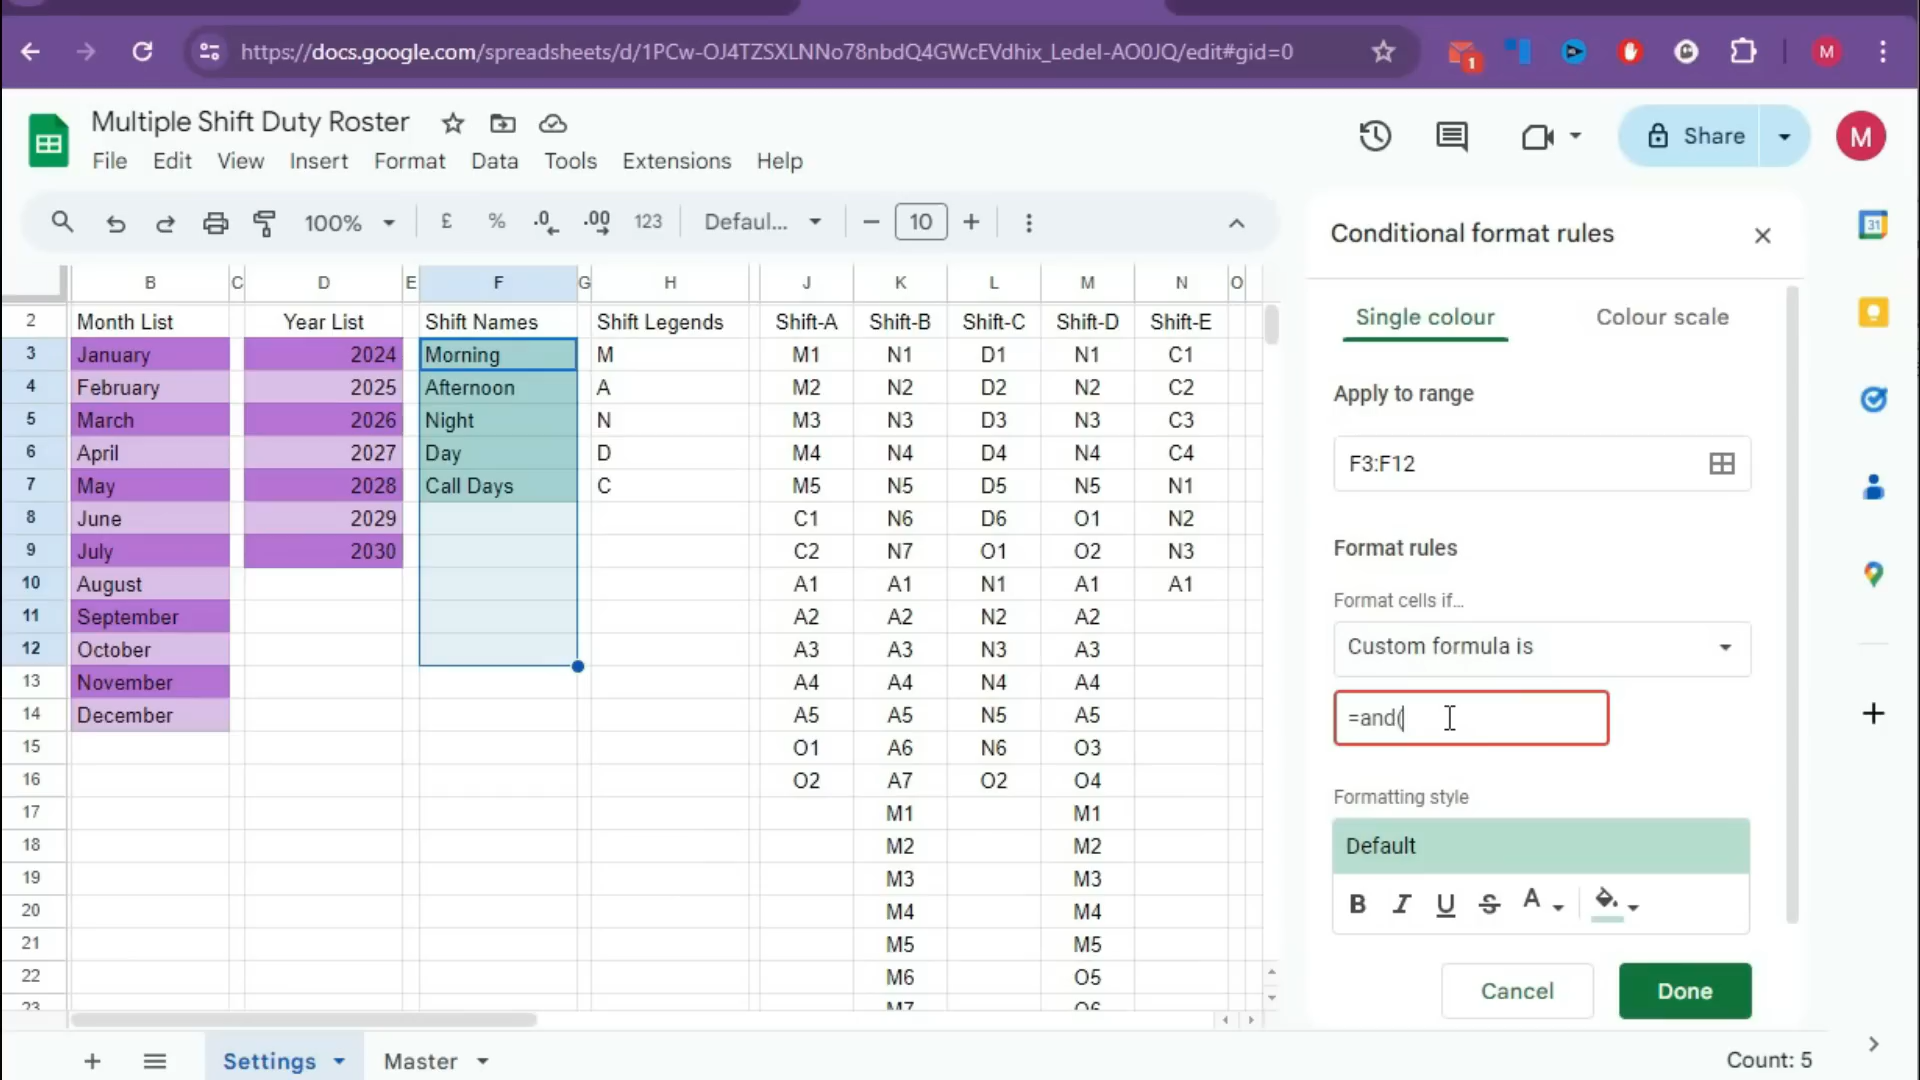 https://docs.google.com/spreadsheets/d/1PCw-OJ4TZSXLNNo78nbdQ4GWcEVdhix_Ledel-AO0JQ/edit#gid=0
1
M
Multiple Shift Duty Roster
File Edit View Insert Format Data Tools Extensions Help
Share
M
100% £ % .0 .00 123 Defaul... 10
B C D E F G H J K L M N O
2 Month List Year List Shift Names Shift Legends Shift-A Shift-B Shift-C Shift-D Shift-E
3 January 2024 Morning M M1 N1 D1 N1 C1
4 February 2025 Afternoon A M2 N2 D2 N2 C2
5 March 2026 Night N M3 N3 D3 N3 C3
6 April 2027 Day D M4 N4 D4 N4 C4
7 May 2028 Call Days C M5 N5 D5 N5 N1
8 June 2029 C1 N6 D6 O1 N2
9 July 2030 C2 N7 O1 O2 N3
10 August A1 A1 N1 A1 A1
11 September A2 A2 N2 A2
12 October A3 A3 N3 A3
13 November A4 A4 N4 A4
14 December A5 A5 N5 A5
15 O1 A6 N6 O3
16 O2 A7 O2 O4
17 M1 M1
18 M2 M2
19 M3 M3
20 M4 M4
21 M5 M5
22 M6 O5
23 M7 O6
Conditional format rules
Single colour Colour scale
Apply to range
F3:F12
Format rules
Format cells if…
Custom formula is
=and(
Formatting style
Default
B I U S A
Cancel Done
31
Settings Master
Count: 5